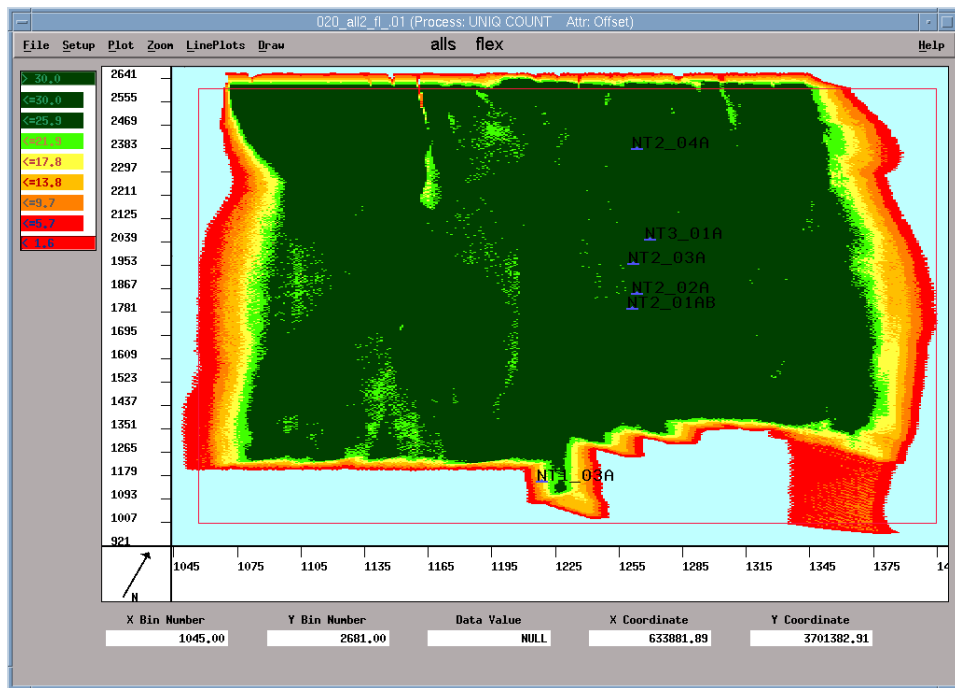 020_all2_fl_.01 (Process: UNIQ COUNT   Attr: Offset)
File Setup Plot Zoom LinePlots Draw alls flex Help
> 30.0
<=30.0
<=25.9
<=21.9
<=17.8
<=13.8
<=9.7
<=5.7
< 1.6
2641
2555
2469
2383
2297
2211
2125
2039
1953
1867
1781
1695
1609
1523
1437
1351
1265
1179
1093
1007
921
NT2_04A
NT3_01A
NT2_03A
NT2_02A
NT2_01AB
NT1_03A
1045 1075 1105 1135 1165 1195 1225 1255 1285 1315 1345 1375 14
N
X Bin Number Y Bin Number Data Value X Coordinate Y Coordinate
1045.00 2681.00 NULL 633881.89 3701382.91